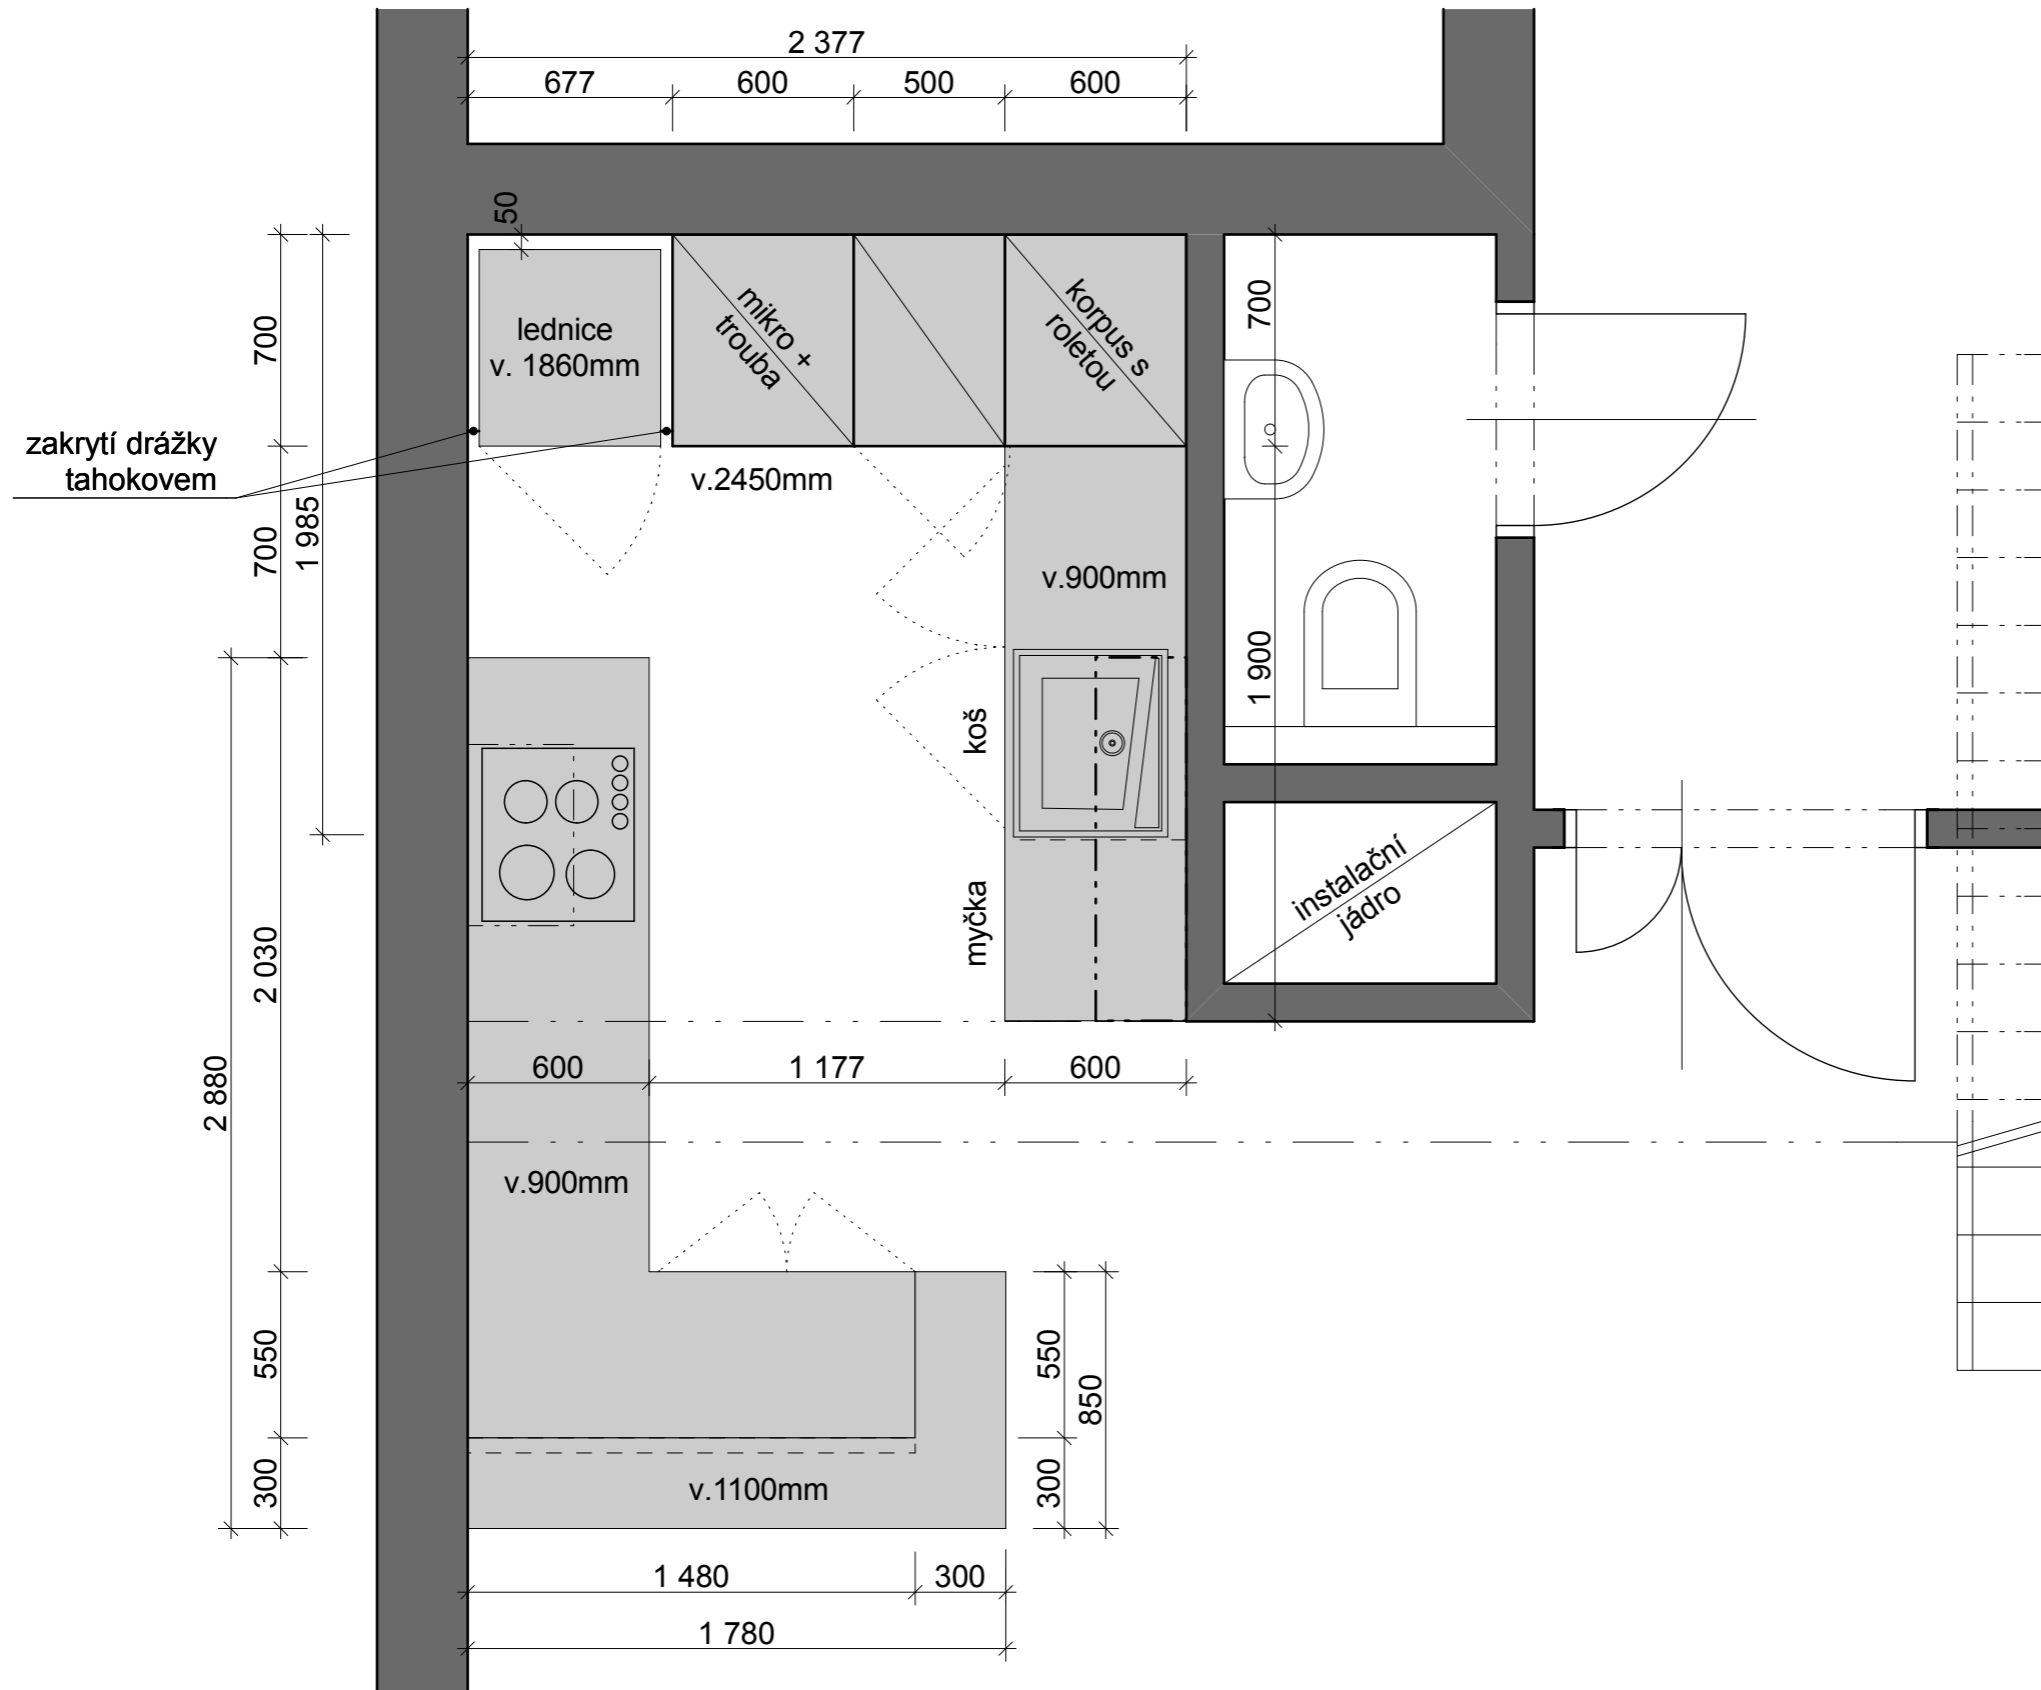 2 377
677
600
500
600
50
700
lednice
v. 1860mm
mikro +
trouba
korpus s
roletou
700
zakrytí drážky
tahokovem
v.2450mm
700
1 985
v.900mm
1 900
koš
myčka
instalační
jádro
2 030
2 880
600
1 177
600
v.900mm
550
300
550
850
300
v.1100mm
1 480
300
1 780